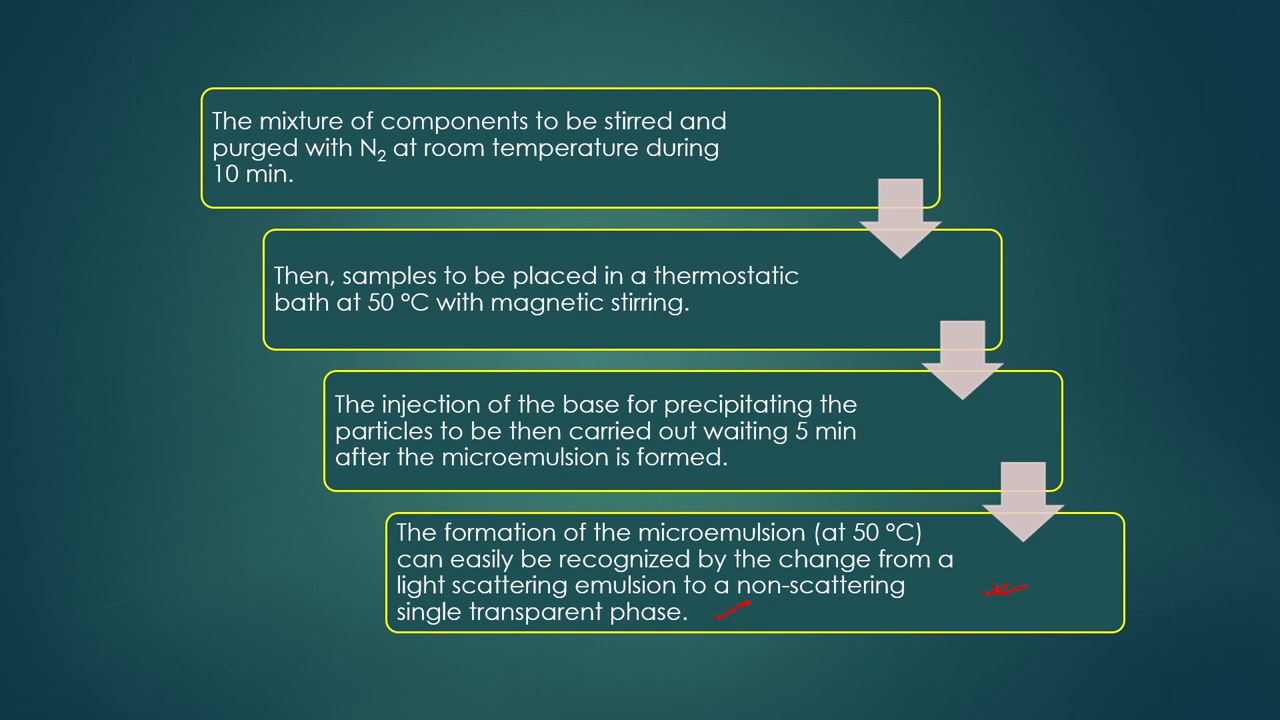 The mixture of components to be stirred and
purged with N₂ at room temperature during
10 min.
Then, samples to be placed in a thermostatic
bath at 50 °C with magnetic stirring.
The injection of the base for precipitating the
particles to be then carried out waiting 5 min
after the microemulsion is formed.
The formation of the microemulsion (at 50 °C)
can easily be recognized by the change from a
light scattering emulsion to a non-scattering
single transparent phase.